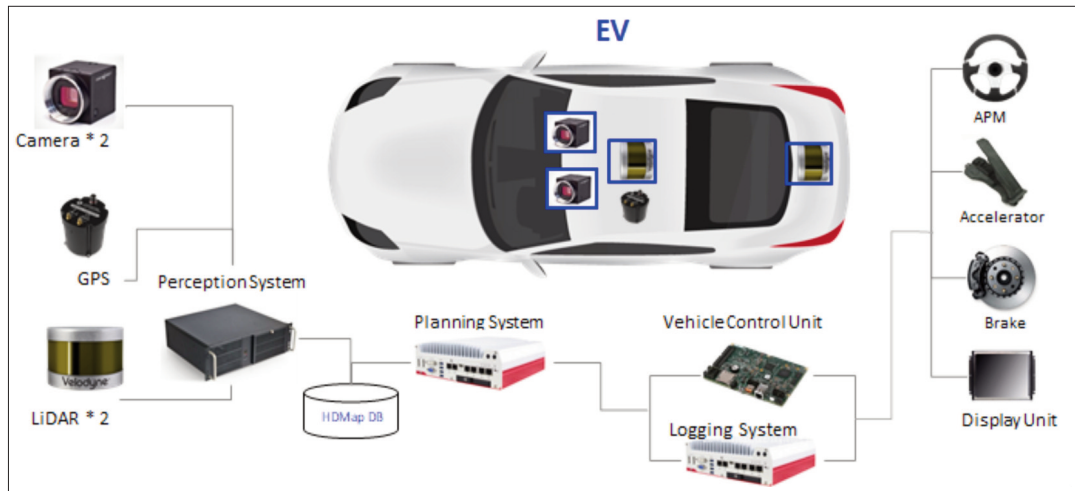 EV
Camera * 2
GPS
Perception System
Velodyne
LiDAR * 2
HDMap DB
Planning System
Vehicle Control Unit
Logging System
APM
Accelerator
Brake
Display Unit